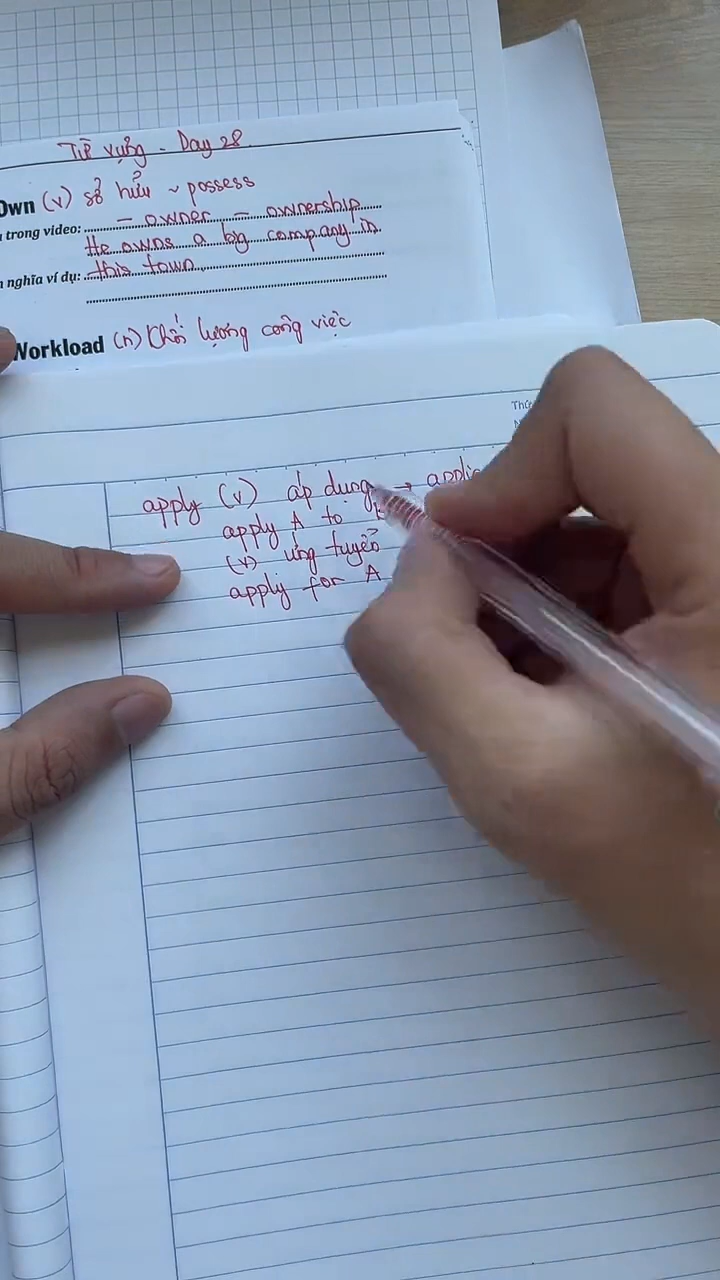 Từ vựng - Day 28
Own (v) sở hữu ~ possess
trong video: - owner - ownership
He owns a big company in
nghĩa ví dụ: this town
Workload (n) Khối lượng công việc
apply (v) áp dụng →
apply A to
(v) ứng tuyển
apply for A